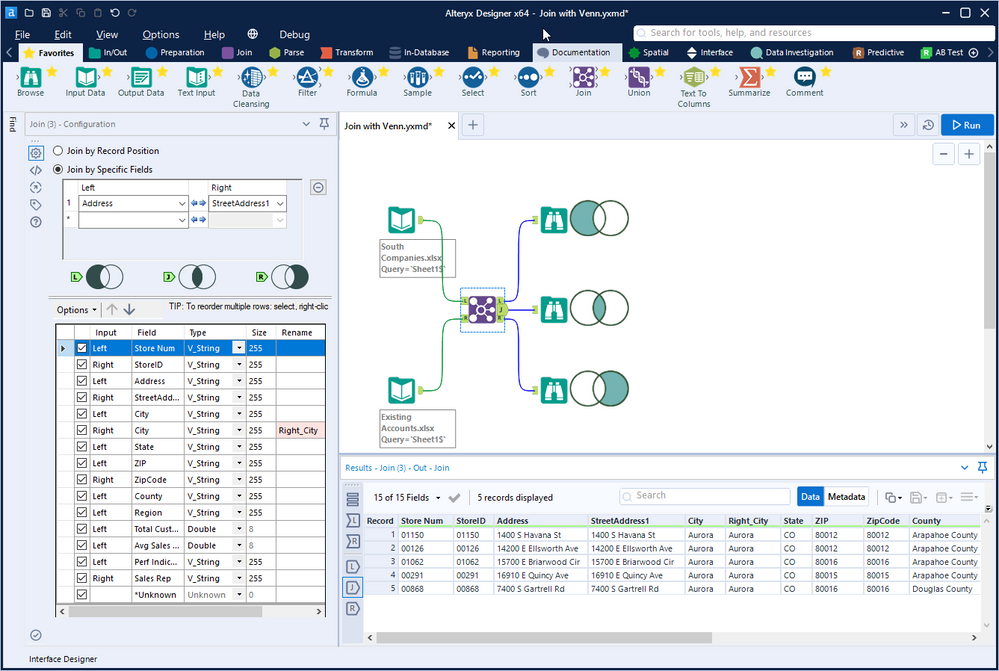 Alteryx Designer x64 - Join with Venn.yxmd*
File Edit View Options Help Debug
Search for tools, help, and resources
Favorites In/Out Preparation Join Parse Transform In-Database Reporting Documentation Spatial Interface Data Investigation Predictive AB Test
Browse Input Data Output Data Text Input Data Cleansing Filter Formula Sample Select Sort Join Union Text To Columns Summarize Comment
Find
Join (3) - Configuration
Join by Record Position
Join by Specific Fields
Left Right
1 Address StreetAddress1
*
L J R
Options
TIP: To reorder multiple rows: select, right-clic
Input Field Type Size Rename
Left Store Num V_String 255
Right StoreID V_String 255
Left Address V_String 255
Right StreetAdd... V_String 255
Left City V_String 255
Right City V_String 255 Right_City
Left State V_String 255
Left ZIP V_String 255
Right ZipCode V_String 255
Left County V_String 255
Left Region V_String 255
Left Total Cust... Double 8
Left Avg Sales ... Double 8
Left Perf Indic... V_String 255
Right Sales Rep V_String 255
*Unknown Unknown 0
Interface Designer
Join with Venn.yxmd*
Run
South
Companies.xlsx
Query=`Sheet1$`
L L
J
R R
Existing
Accounts.xlsx
Query=`Sheet1$`
Results - Join (3) - Out - Join
15 of 15 Fields
5 records displayed
Search
Data Metadata
L
R
L
J
R
Record Store Num StoreID Address StreetAddress1 City Right_City State ZIP ZipCode County
1 01150 01150 1400 S Havana St 1400 S Havana St Aurora Aurora CO 80012 80012 Arapahoe County
2 00126 00126 14200 E Ellsworth Ave 14200 E Ellsworth Ave Aurora Aurora CO 80012 80012 Arapahoe County
3 01062 01062 15700 E Briarwood Cir 15700 E Briarwood Cir Aurora Aurora CO 80016 80016 Arapahoe County
4 00291 00291 16910 E Quincy Ave 16910 E Quincy Ave Aurora Aurora CO 80015 80015 Arapahoe County
5 00868 00868 7400 S Gartrell Rd 7400 S Gartrell Rd Aurora Aurora CO 80016 80016 Douglas County